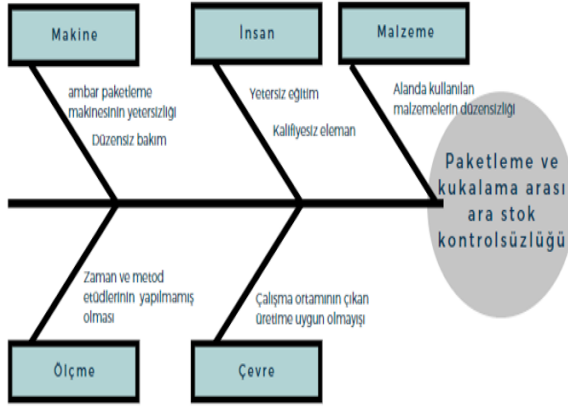 Makine
İnsan
Malzeme
ambar paketleme
makinesinin yetersizliği
Düzensiz bakım
Yetersiz eğitim
Kalifiyesiz eleman
Alanda kullanılan
malzemelerin düzensizliği
Paketleme ve
kukalama arası
ara stok
kontrolsüzlüğü
Zaman ve metod
etüdlerinin yapılmamış
olması
Çalışma ortamının çıkan
üretime uygun olmayışı
Ölçme
Çevre